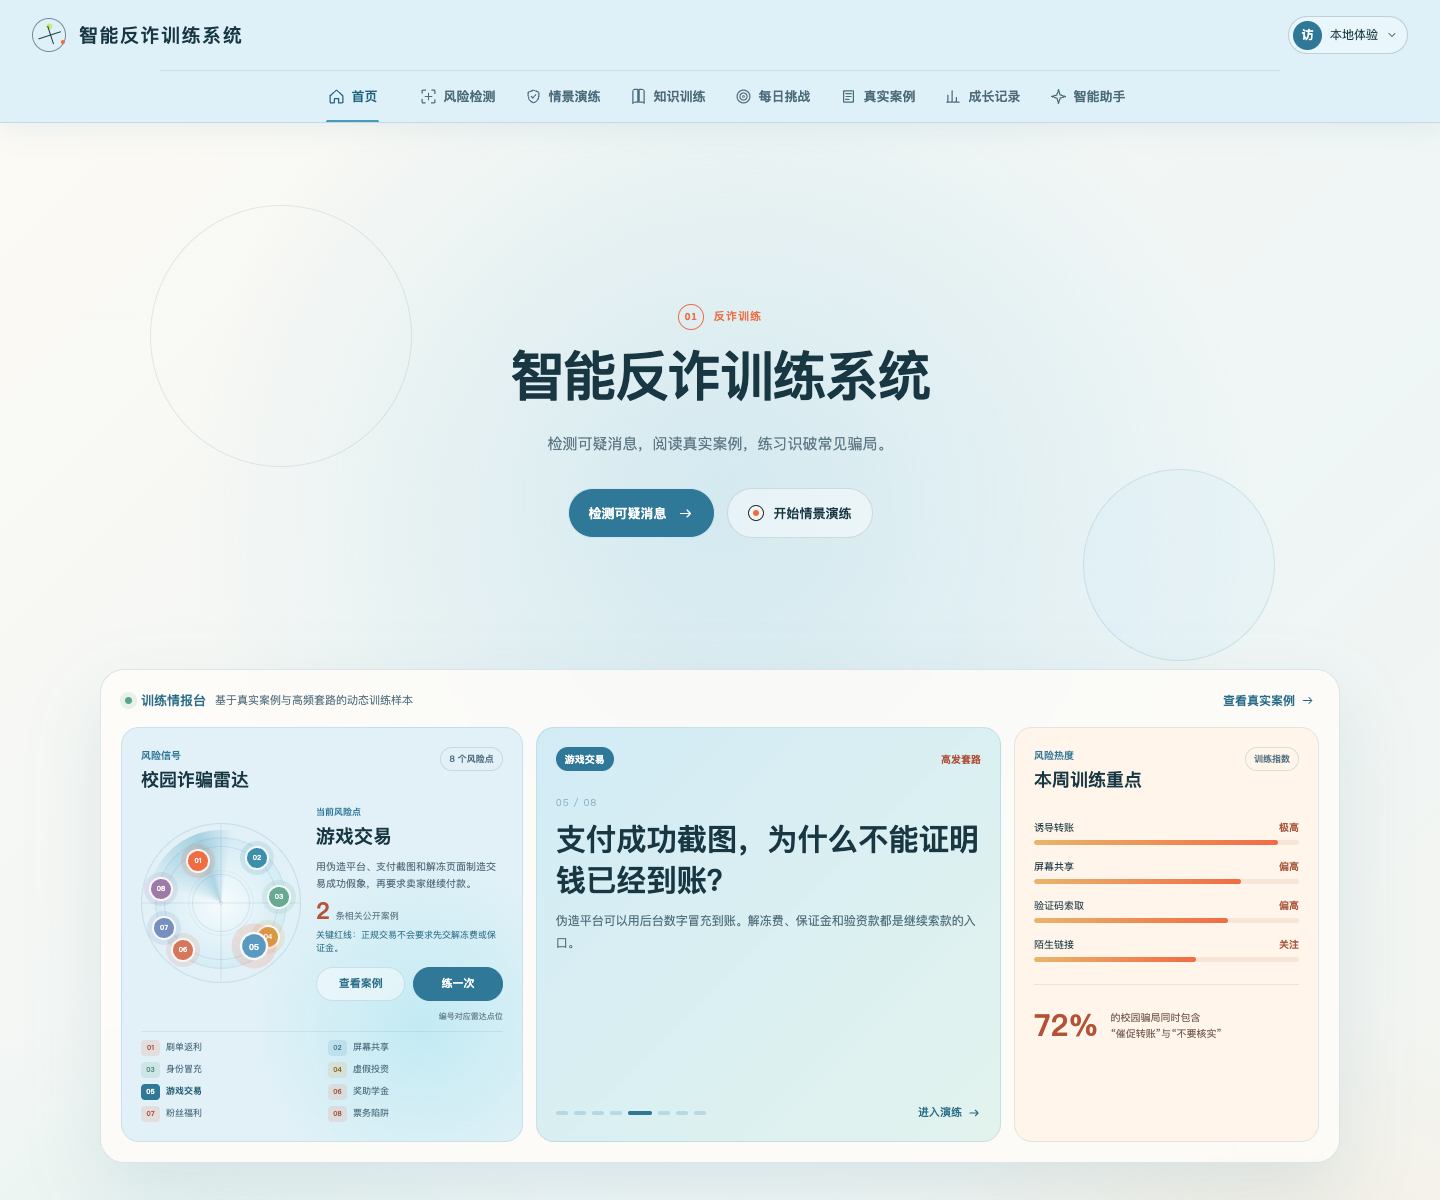 智能反诈训练系统
访 本地体验
首页 风险检测 情景演练 知识训练 每日挑战 真实案例 成长记录 智能助手
01 反诈训练
智能反诈训练系统
检测可疑消息，阅读真实案例，练习识破常见骗局。
检测可疑消息 → 开始情景演练
训练情报台 基于真实案例与高频套路的动态训练样本
查看真实案例 →
风险信号
校园诈骗雷达
8 个风险点
01
02
03
04
05
06
07
08
当前风险点
游戏交易
用伪造平台、支付截图和解冻页面制造交
易成功假象，再要求卖家继续付款。
2 条相关公开案例
关键红线：正规交易不会要求先交解冻费或保
证金。
查看案例 练一次
编号对应雷达点位
01 刷单返利
02 屏幕共享
03 身份冒充
04 虚假投资
05 游戏交易
06 奖助学金
07 粉丝福利
08 票务陷阱
游戏交易 高发套路
05 / 08
支付成功截图，为什么不能证明
钱已经到账？
伪造平台可以用后台数字冒充到账。解冻费、保证金和验资款都是继续索款的入
口。
进入演练 →
风险热度
本周训练重点
训练指数
诱导转账 极高
屏幕共享 偏高
验证码索取 偏高
陌生链接 关注
72% 的校园骗局同时包含
“催促转账”与“不要核实”